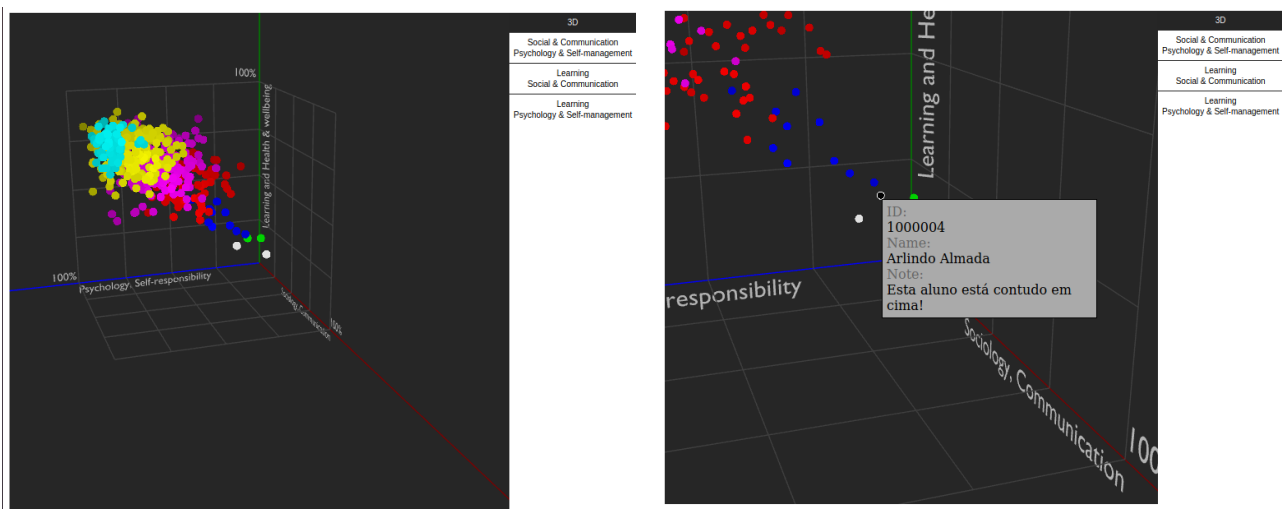 3D
Social & Communication
Psychology & Self-management
Learning
Social & Communication
Learning
Psychology & Self-management
100%
Learning and Health & wellbeing
100%
Psychology, Self-responsibility
Communication
100%
3D
Social & Communication
Psychology & Self-management
Learning
Social & Communication
Learning
Psychology & Self-management
Learning and He
responsibility
ID:
1000004
Name:
Arlindo Almada
Note:
Esta aluno está contudo em
cima!
Sociology, Communication
100